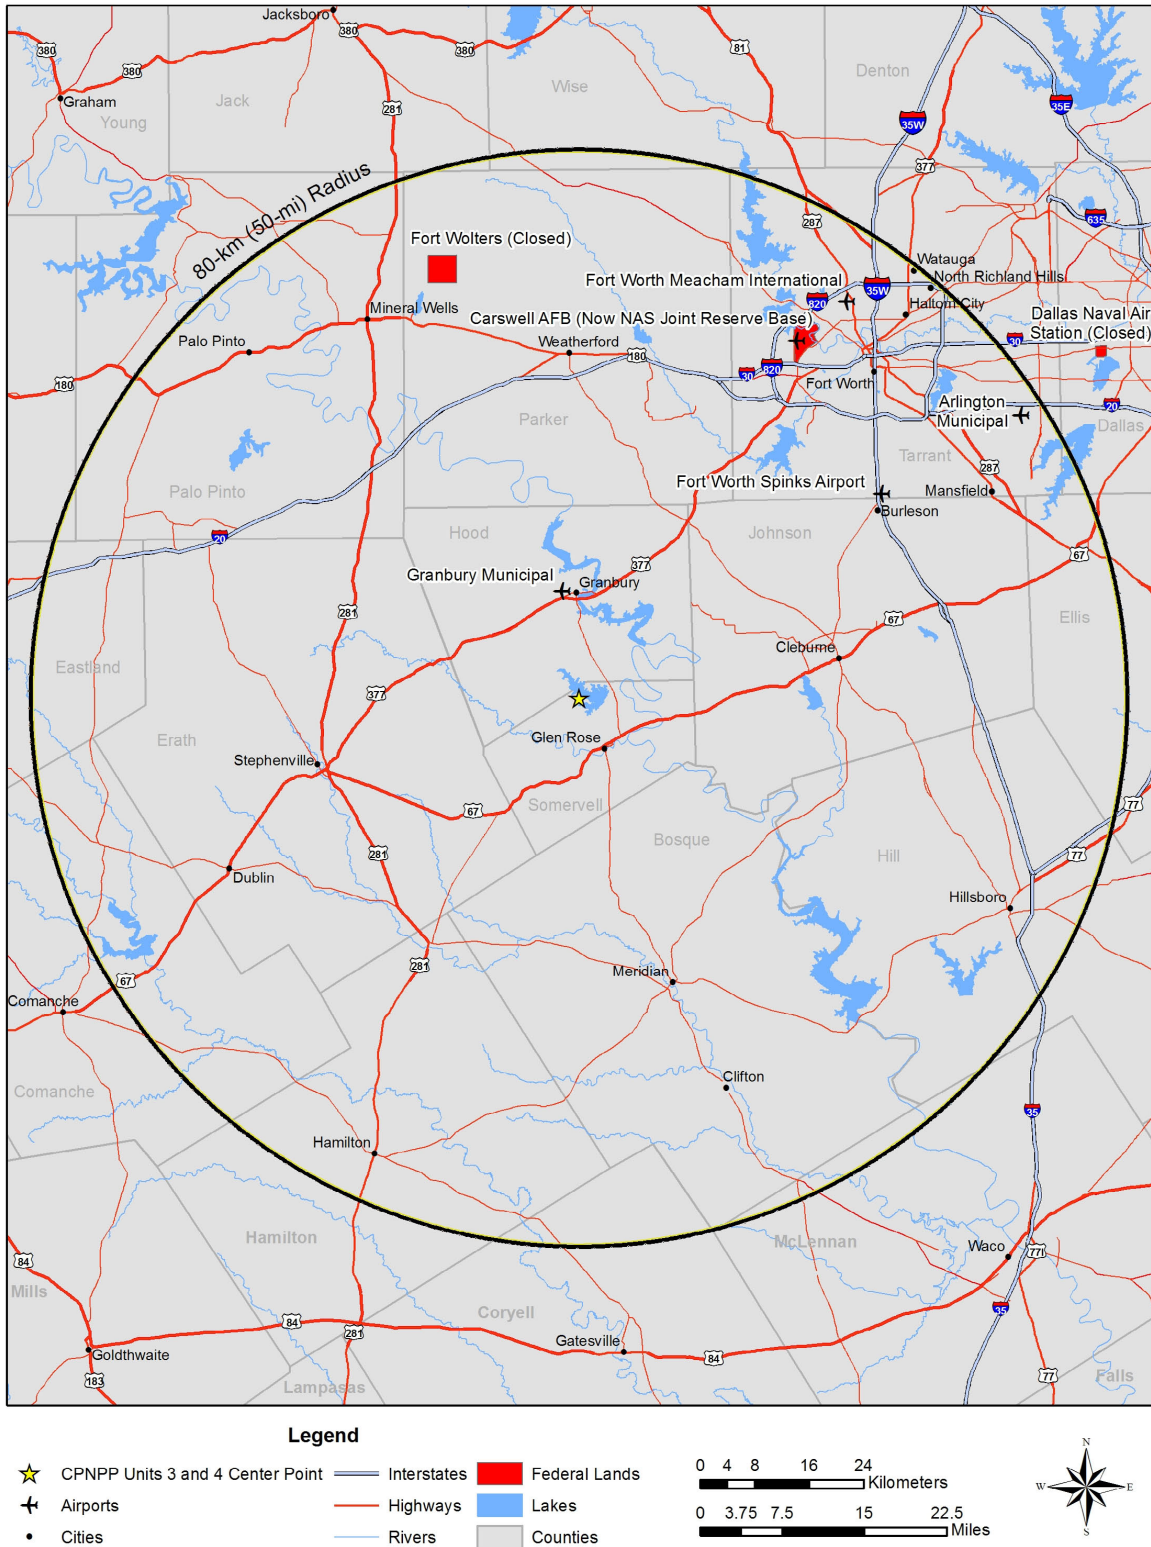 Jacksboro
380
380
380
380
81
Denton
Wise
Jack
Graham
Young
281
35W
35E
377
80-km (50-mi) Radius
635
287
Fort Wolters (Closed)
Watauga
North Richland Hills
Fort Worth Meacham International
35W
820
Haltom City
Mineral Wells
Carswell AFB (Now NAS Joint Reserve Base)
Dallas Naval Air
Station (Closed)
30
Palo Pinto
Weatherford
180
820
30
Fort Worth
180
Arlington
Municipal
20
Parker
Dallas
Tarrant
287
Fort Worth Spinks Airport
Mansfield
Palo Pinto
Burleson
20
Hood
Johnson
67
377
Granbury Municipal
Granbury
281
67
Ellis
Cleburne
Eastland
377
Erath
Glen Rose
Stephenville
67
Somervell
77
Bosque
281
Hill
77
Dublin
Hillsboro
281
Meridian
67
Comanche
Comanche
Clifton
35
Hamilton
Hamilton
McLennan
Waco
77
84
Mills
35
Coryell
84
281
Gatesville
84
Goldthwaite
183
Lampasas
77
Falls
Legend
CPNPP Units 3 and 4 Center Point
Interstates
Federal Lands
Airports
Highways
Lakes
Cities
Rivers
Counties
0 4 8 16 24
Kilometers
0 3.75 7.5 15 22.5
Miles
N
W
E
S